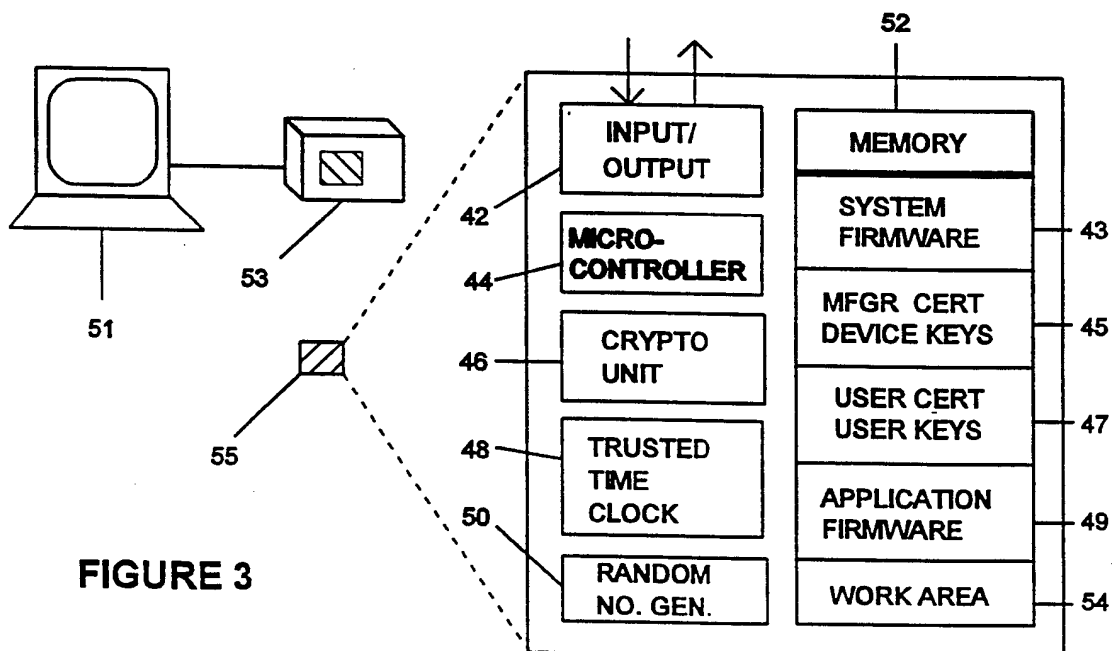 52
INPUT/
OUTPUT
42
MICRO-
CONTROLLER
44
CRYPTO
UNIT
46
TRUSTED
TIME
CLOCK
48
RANDOM
NO. GEN.
50
MEMORY
SYSTEM
FIRMWARE
43
MFGR CERT
DEVICE KEYS
45
USER CERT
USER KEYS
47
APPLICATION
FIRMWARE
49
WORK AREA
54
51
53
55
FIGURE 3